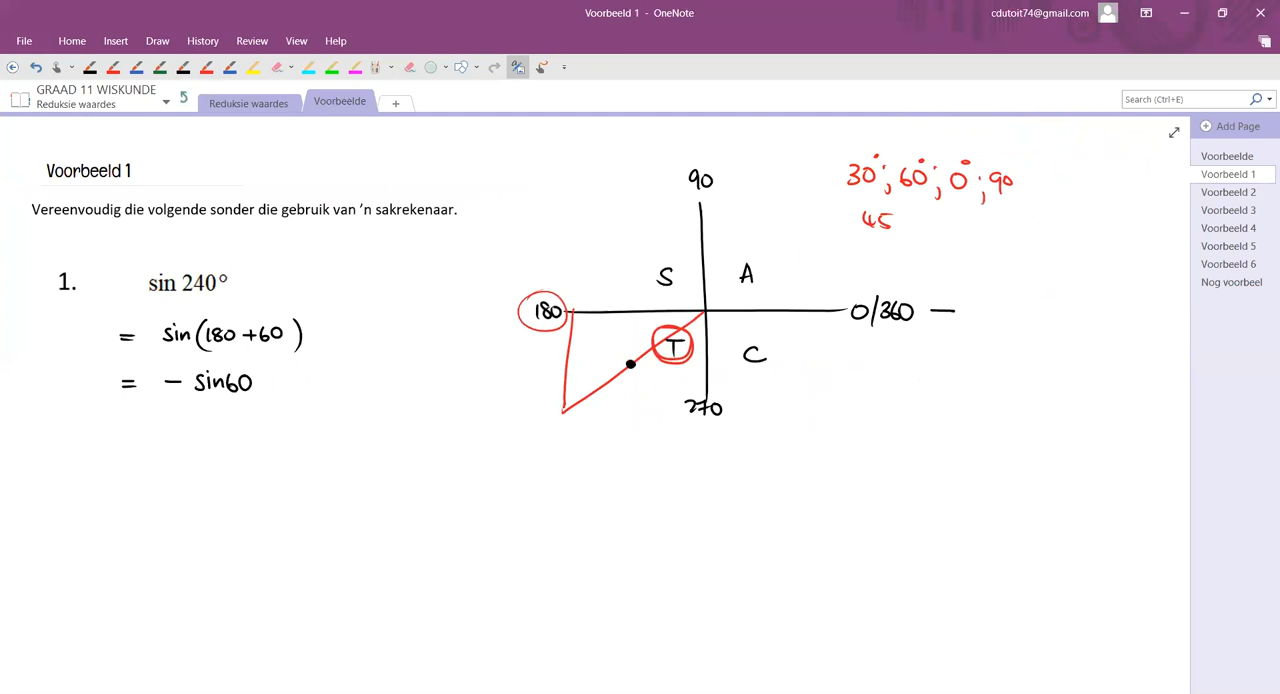 Voorbeeld 1 - OneNote
cdutoit74@gmail.com
File Home Insert Draw History Review View Help
GRAAD 11 WISKUNDE
Reduksie waardes
Reduksie waardes
Voorbeelde
+
Search (Ctrl+E)
Add Page
Voorbeelde
Voorbeeld 1
Voorbeeld 2
Voorbeeld 3
Voorbeeld 4
Voorbeeld 5
Voorbeeld 6
Nog voorbeel
Voorbeeld 1
Vereenvoudig die volgende sonder die gebruik van 'n sakrekenaar.
1. sin 240°
= sin(180+60)
= - sin60
90
S A
180 0/360 —
T C
270
30°; 60°; 0°; 90
45